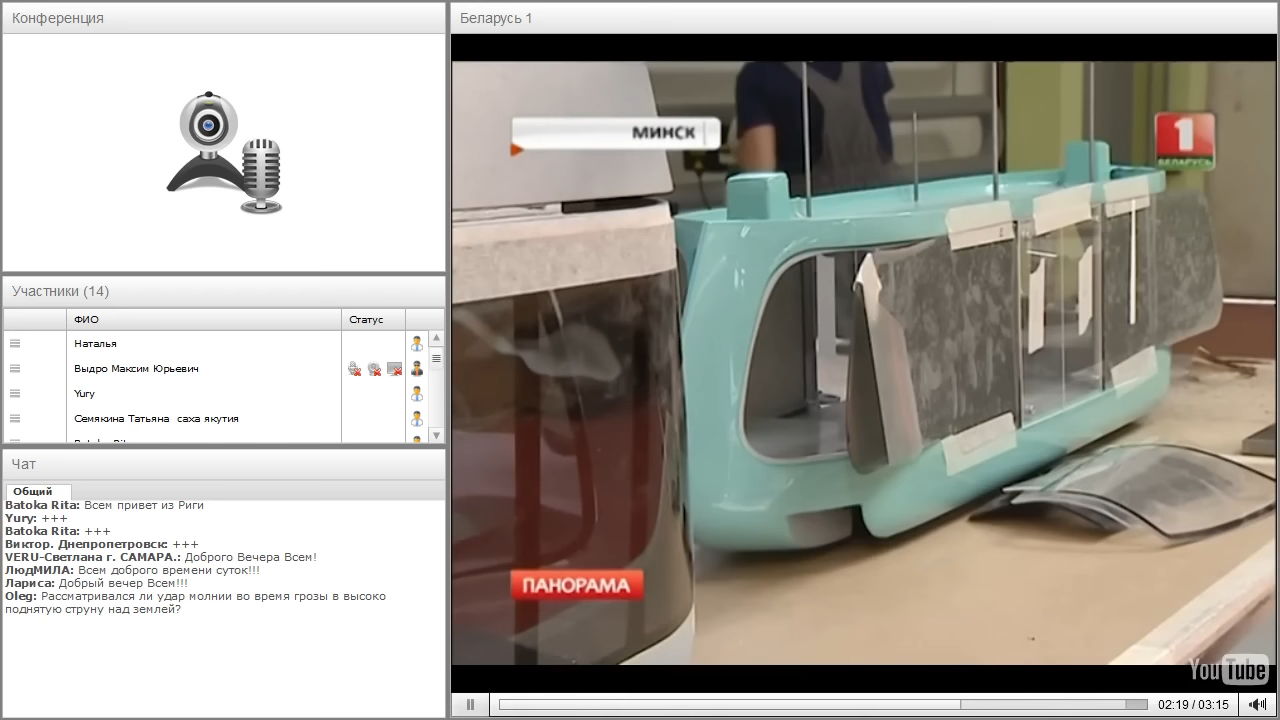 Конференция
Участники (14)
ФИО
Статус
Наталья
Выдро Максим Юрьевич
Yury
Семякина Татьяна саха якутия
Чат
Общий
Batoka Rita: Всем привет из Риги
Yury: +++
Batoka Rita: +++
Виктор. Днепропетровск: +++
VERU-Светлана г. САМАРА.: Доброго Вечера Всем!
ЛюдМИЛА: Всем доброго времени суток!!!
Лариса: Добрый вечер Всем!!!
Oleg: Рассматривался ли удар молнии во время грозы в высоко
поднятую струну над землей?
Беларусь 1
МИНСК
1
БЕЛАРУСЬ
ПАНОРАМА
YouTube
02:19 / 03:15